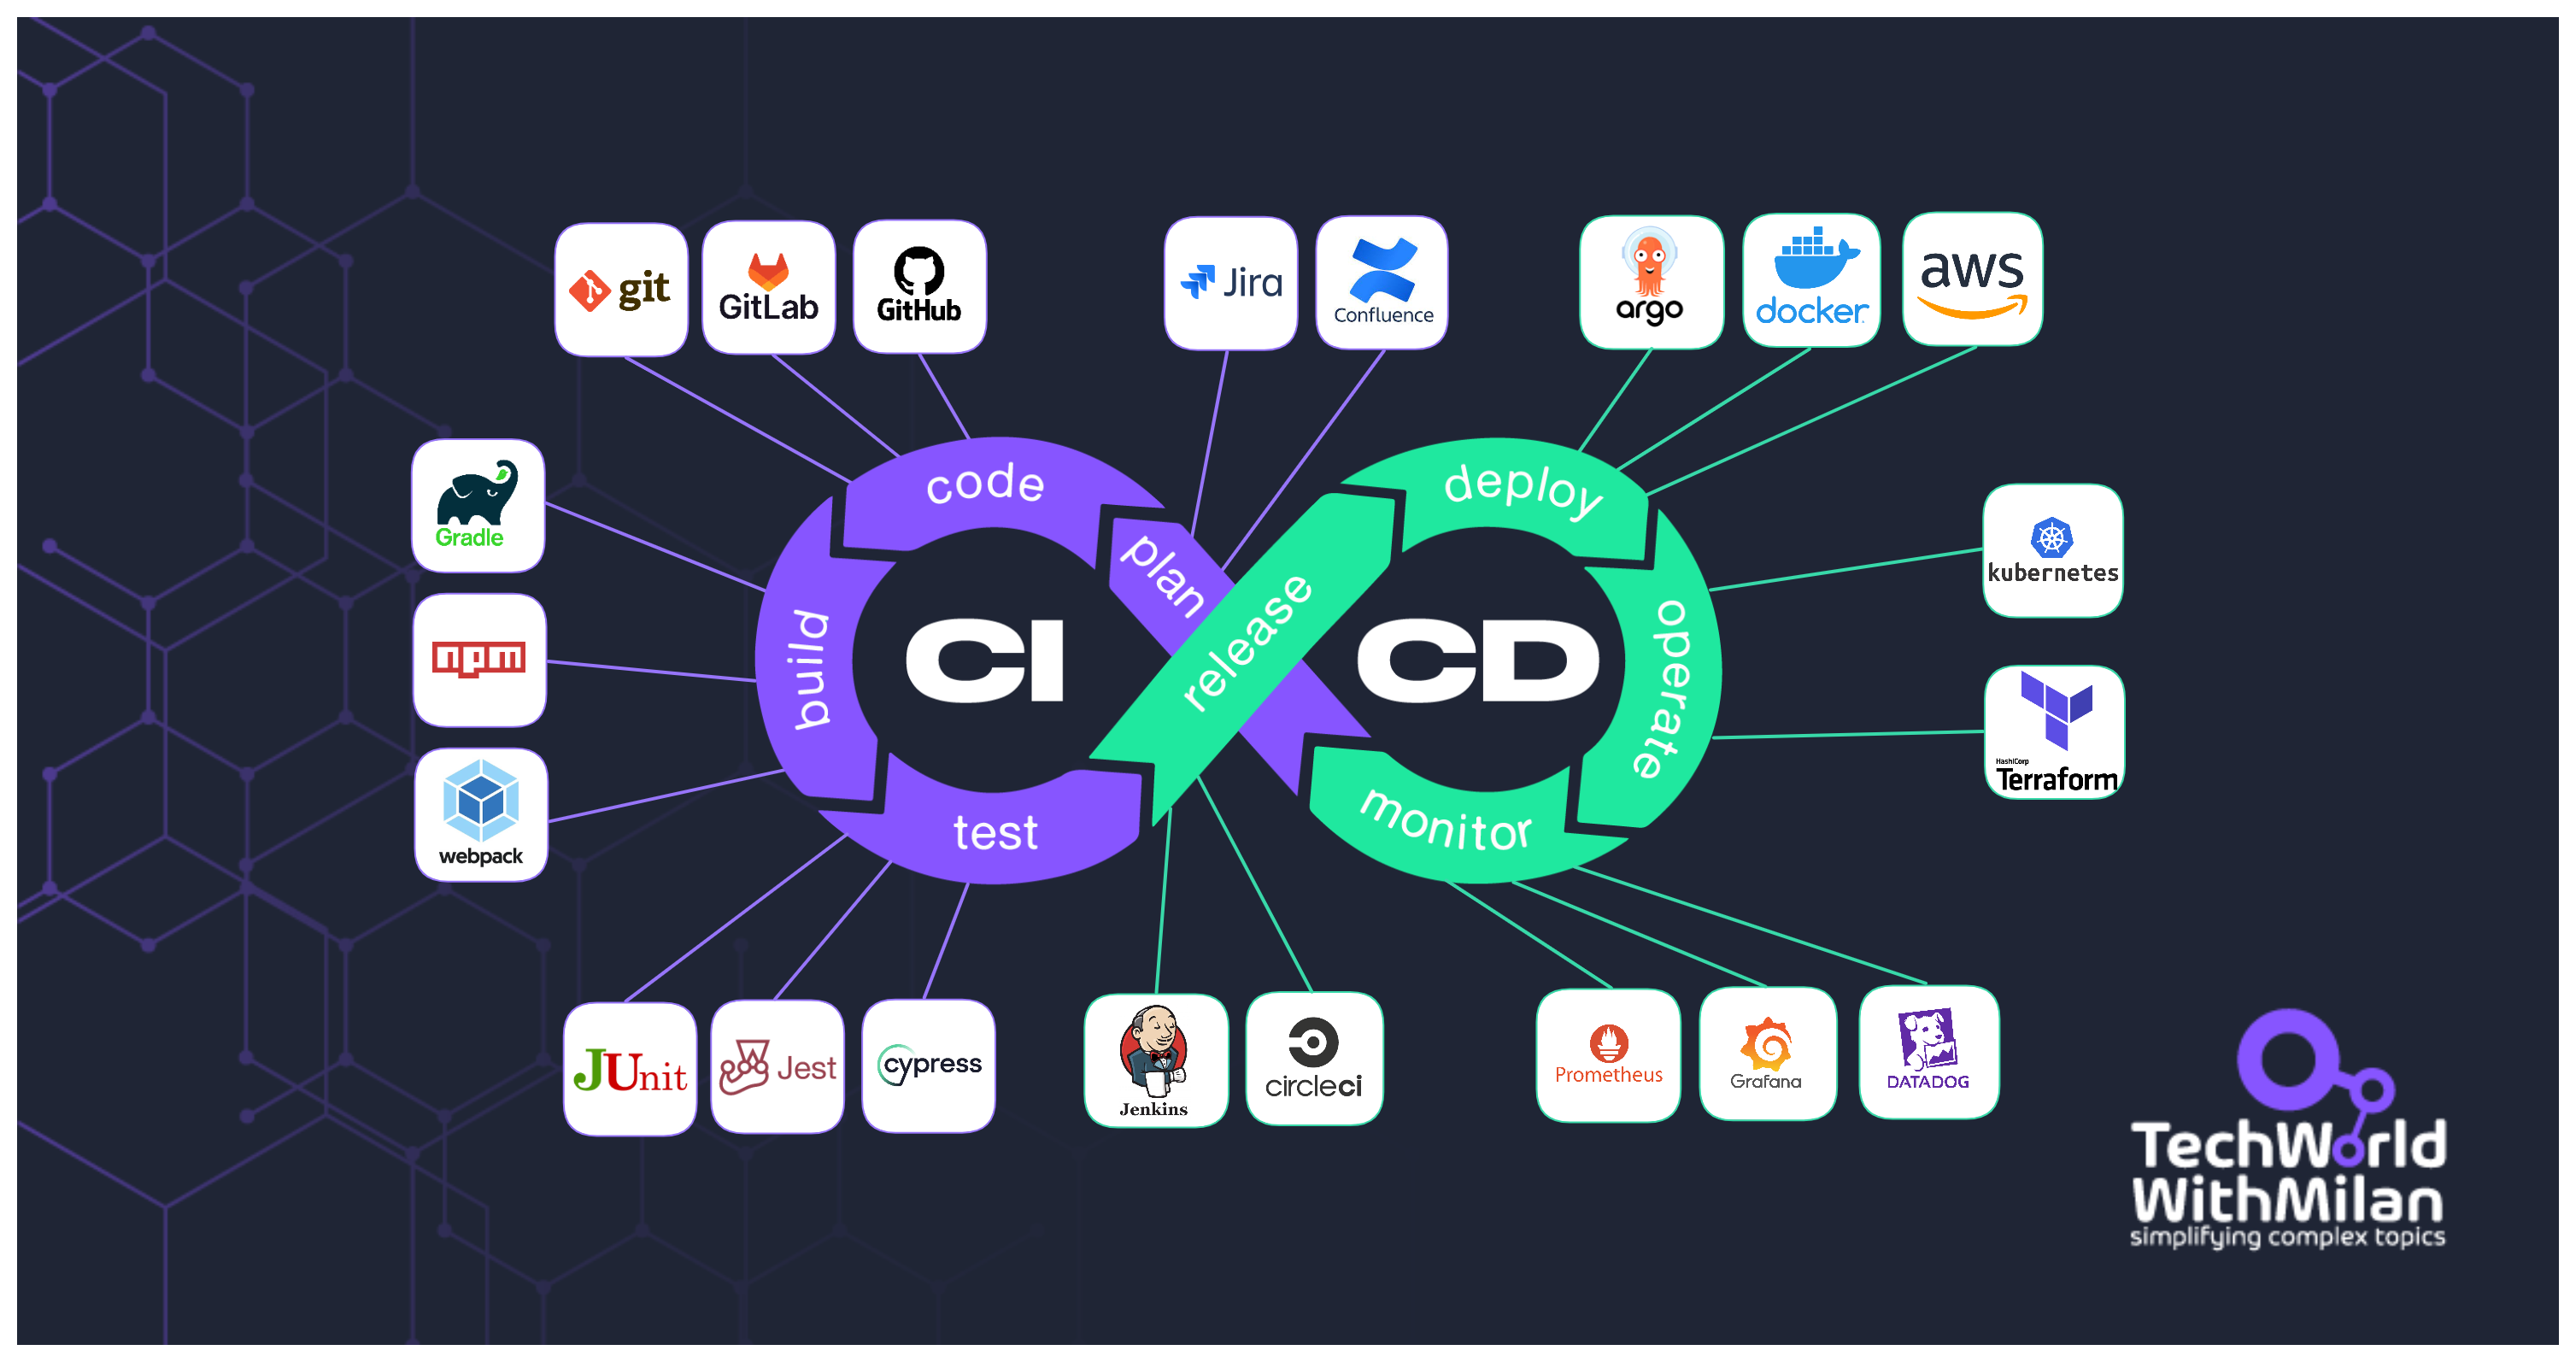 git
GitLab
GitHub
Jira
Confluence
argo
docker
aws
Gradle
npm
webpack
code
plan
build
test
CI
release
CD
deploy
operate
monitor
kubernetes
HashiCorp
Terraform
JUnit
Jest
cypress
Jenkins
circleci
Prometheus
Grafana
DATADOG
TechWorld
WithMilan
simplifying complex topics